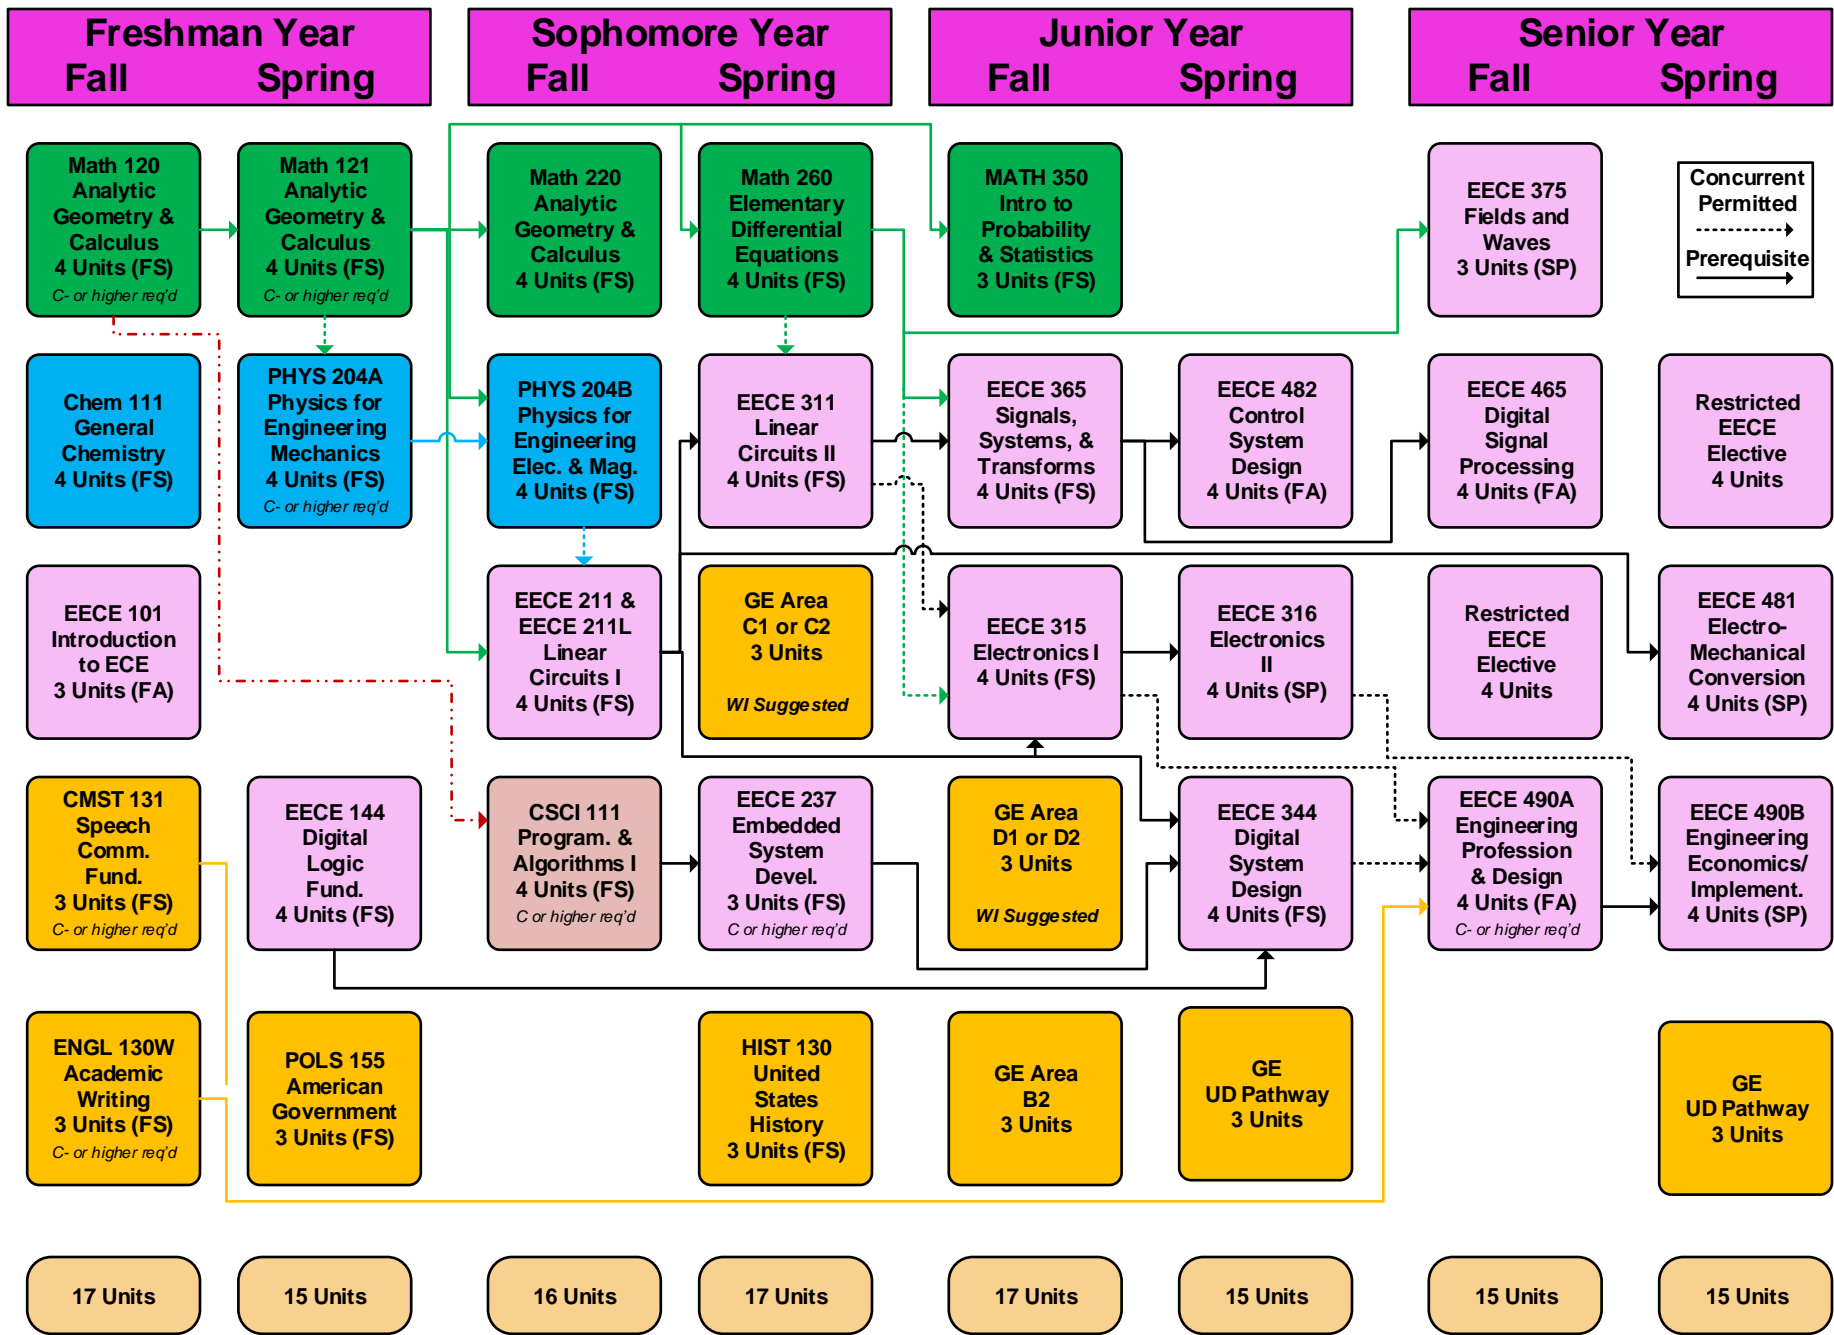 Freshman Year
Fall Spring
Sophomore Year
Fall Spring
Junior Year
Fall Spring
Senior Year
Fall Spring
Math 120
Analytic
Geometry &
Calculus
4 Units (FS)
C- or higher req'd
Math 121
Analytic
Geometry &
Calculus
4 Units (FS)
C- or higher req'd
Math 220
Analytic
Geometry &
Calculus
4 Units (FS)
Math 260
Elementary
Differential
Equations
4 Units (FS)
MATH 350
Intro to
Probability
& Statistics
3 Units (FS)
EECE 375
Fields and
Waves
3 Units (SP)
Concurrent
Permitted
Prerequisite
Chem 111
General
Chemistry
4 Units (FS)
PHYS 204A
Physics for
Engineering
Mechanics
4 Units (FS)
C- or higher req'd
PHYS 204B
Physics for
Engineering
Elec. & Mag.
4 Units (FS)
EECE 311
Linear
Circuits II
4 Units (FS)
EECE 365
Signals,
Systems, &
Transforms
4 Units (FS)
EECE 482
Control
System
Design
4 Units (FA)
EECE 465
Digital
Signal
Processing
4 Units (FA)
Restricted
EECE
Elective
4 Units
EECE 101
Introduction
to ECE
3 Units (FA)
EECE 211 &
EECE 211L
Linear
Circuits I
4 Units (FS)
GE Area
C1 or C2
3 Units
WI Suggested
EECE 315
Electronics I
4 Units (FS)
EECE 316
Electronics
II
4 Units (SP)
Restricted
EECE
Elective
4 Units
EECE 481
Electro-
Mechanical
Conversion
4 Units (SP)
CMST 131
Speech
Comm.
Fund.
3 Units (FS)
C- or higher req'd
EECE 144
Digital
Logic
Fund.
4 Units (FS)
CSCI 111
Program. &
Algorithms I
4 Units (FS)
C or higher req'd
EECE 237
Embedded
System
Devel.
3 Units (FS)
C or higher req'd
GE Area
D1 or D2
3 Units
WI Suggested
EECE 344
Digital
System
Design
4 Units (FS)
EECE 490A
Engineering
Profession
& Design
4 Units (FA)
C- or higher req'd
EECE 490B
Engineering
Economics/
Implement.
4 Units (SP)
ENGL 130W
Academic
Writing
3 Units (FS)
C- or higher req'd
POLS 155
American
Government
3 Units (FS)
HIST 130
United
States
History
3 Units (FS)
GE Area
B2
3 Units
GE
UD Pathway
3 Units
GE
UD Pathway
3 Units
17 Units
15 Units
16 Units
17 Units
17 Units
15 Units
15 Units
15 Units